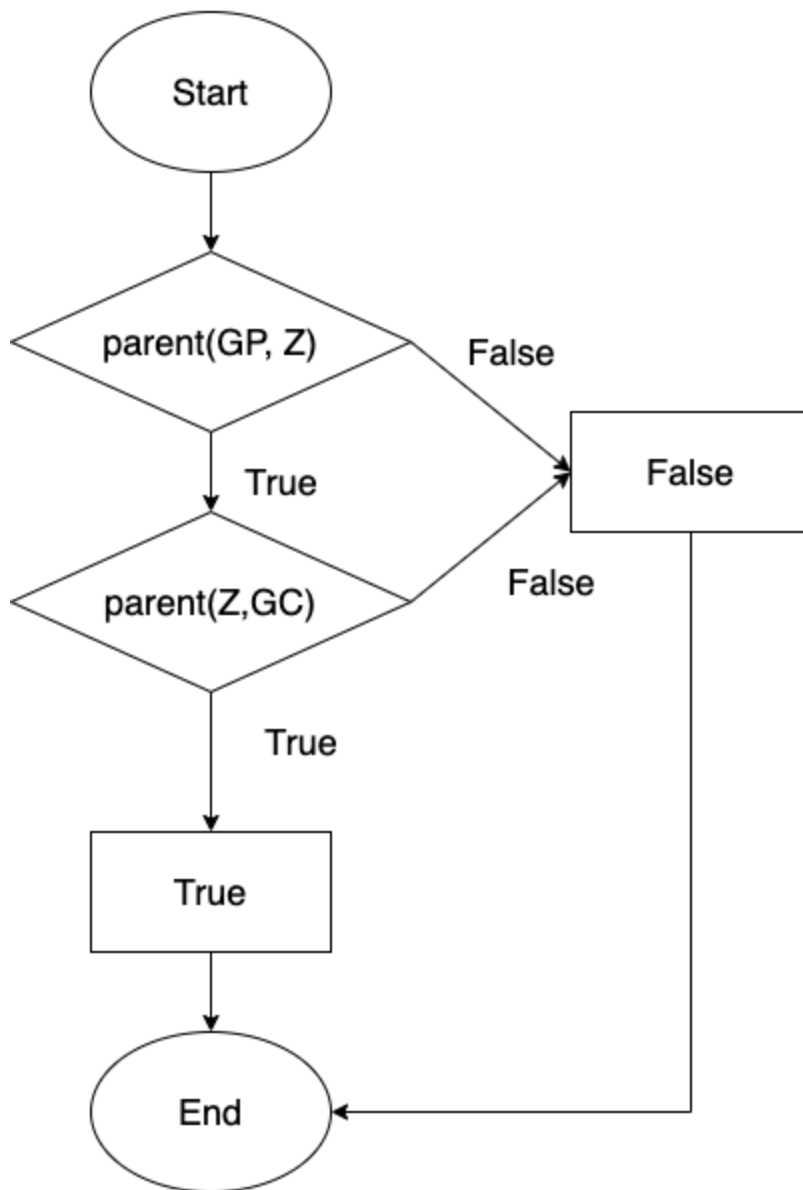 Start
parent(GP, Z)
False
False
True
parent(Z,GC)
False
True
True
End